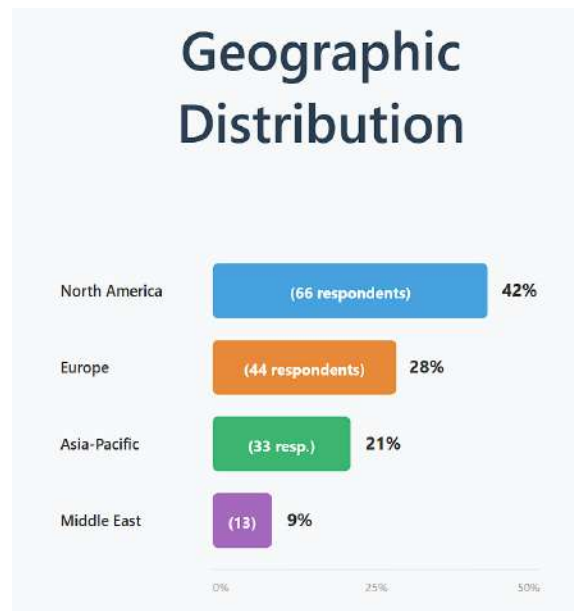 Geographic
Distribution
North America (66 respondents) 42%
Europe (44 respondents) 28%
Asia-Pacific (33 resp.) 21%
Middle East (13) 9%
0% 25% 50%